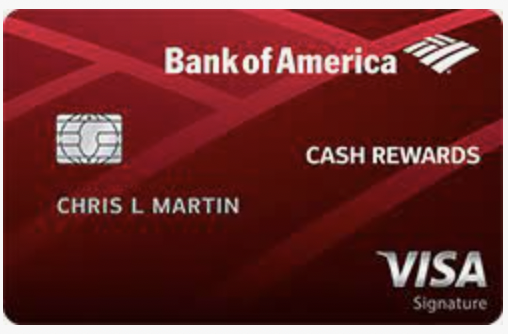 Bank of America
CASH REWARDS
CHRIS L MARTIN
VISA
Signature